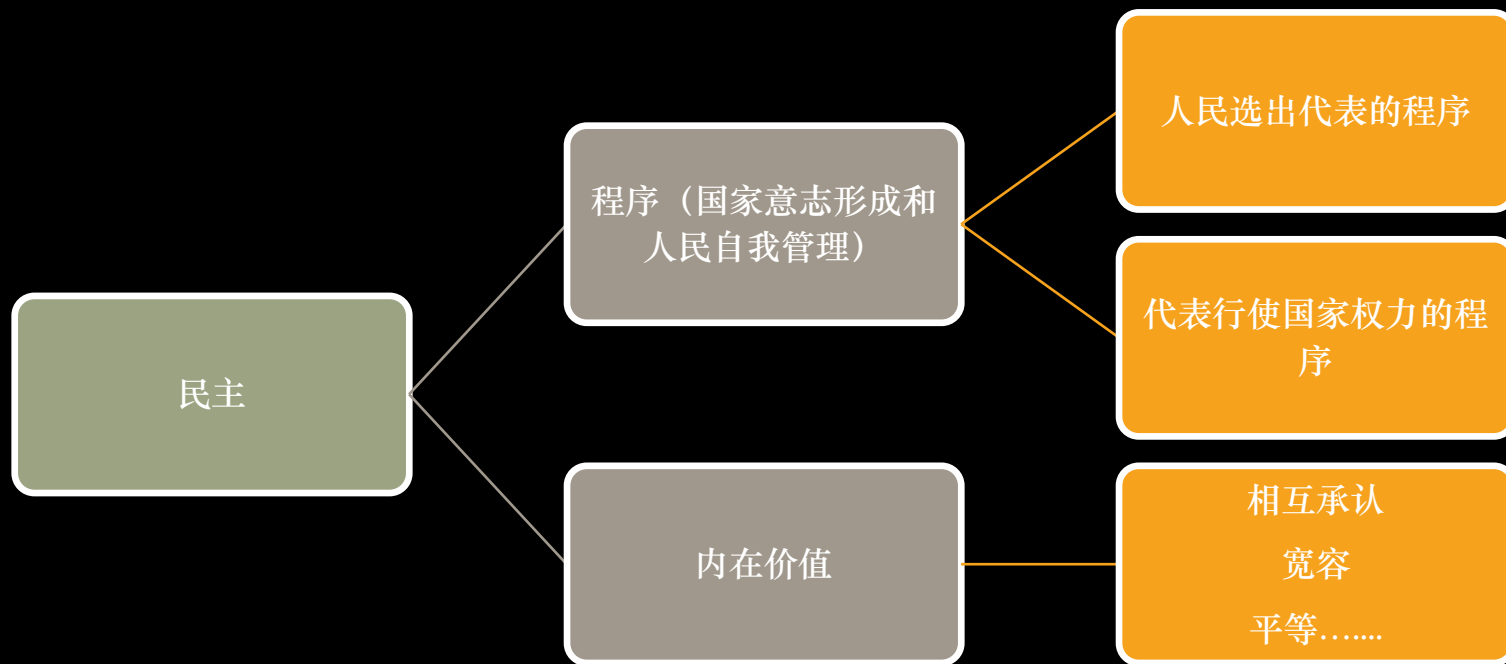 民主
程序（国家意志形成和
人民自我管理）
内在价值
人民选出代表的程序
代表行使国家权力的程
序
相互承认
宽容
平等…....